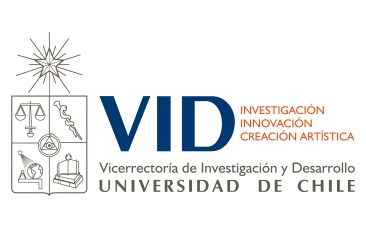 VID
INVESTIGACIÓN
INNOVACIÓN
CREACIÓN ARTÍSTICA
Vicerrectoría de Investigación y Desarrollo
UNIVERSIDAD DE CHILE